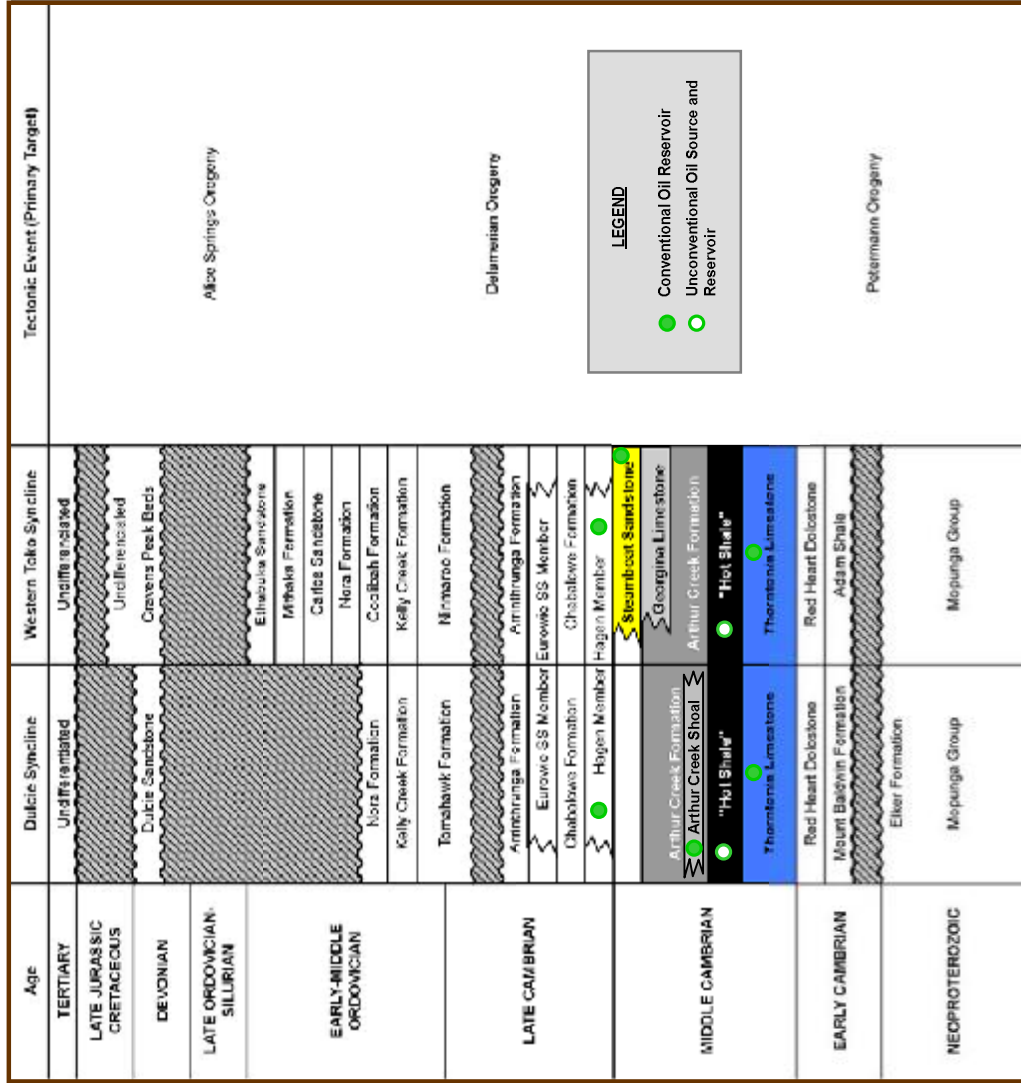 Age
Dulcie Syncline
Western Toko Syncline
Tectonic Event (Primary Target)
TERTIARY
Undifferentiated
Undifferentiated
LATE JURASSIC
CRETACEOUS
Undifferentiated
DEVONIAN
Dulcie Sandstone
Cravens Peak Beds
Alice Springs Orogeny
LATE ORDOVICIAN-
SILLURIAN
EARLY-MIDDLE
ORDOVICIAN
Ethabuka Sandstone
Mithaka Formation
Carlos Sandstone
Nora Formation
Nora Formation
Coolibah Formation
Kelly Creek Formation
Kelly Creek Formation
Tomahawk Formation
Ninmaroo Formation
LATE CAMBRIAN
Delamerian Orogeny
Arrinthrunga Formation
Eurowie SS Member
Eurowie SS Member
Chabalowe Formation
Chabalowe Formation
Hagen Member
Hagen Member
MIDDLE CAMBRIAN
Steamboat Sandstone
Georgina Limestone
Arthur Creek Formation
Arthur Creek Formation
Arthur Creek Shoal
"Hot Shale"
"Hot Shale"
Thorntonia Limestone
Thorntonia Limestone
EARLY CAMBRIAN
Red Heart Dolostone
Red Heart Dolostone
Mount Baldwin Formation
Adam Shale
Petermann Orogeny
NEOPROTEROZOIC
Elker Formation
Mopunga Group
Mopunga Group
LEGEND
Conventional Oil Reservoir
Unconventional Oil Source and
Reservoir